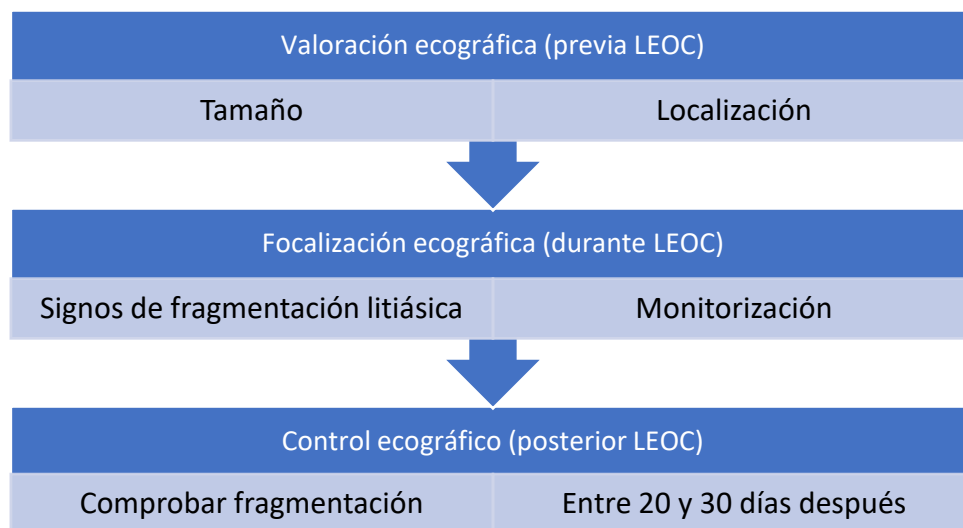 Valoración ecográfica (previa LEOC)
Tamaño
Localización
Focalización ecográfica (durante LEOC)
Signos de fragmentación litiásica
Monitorización
Control ecográfico (posterior LEOC)
Comprobar fragmentación
Entre 20 y 30 días después